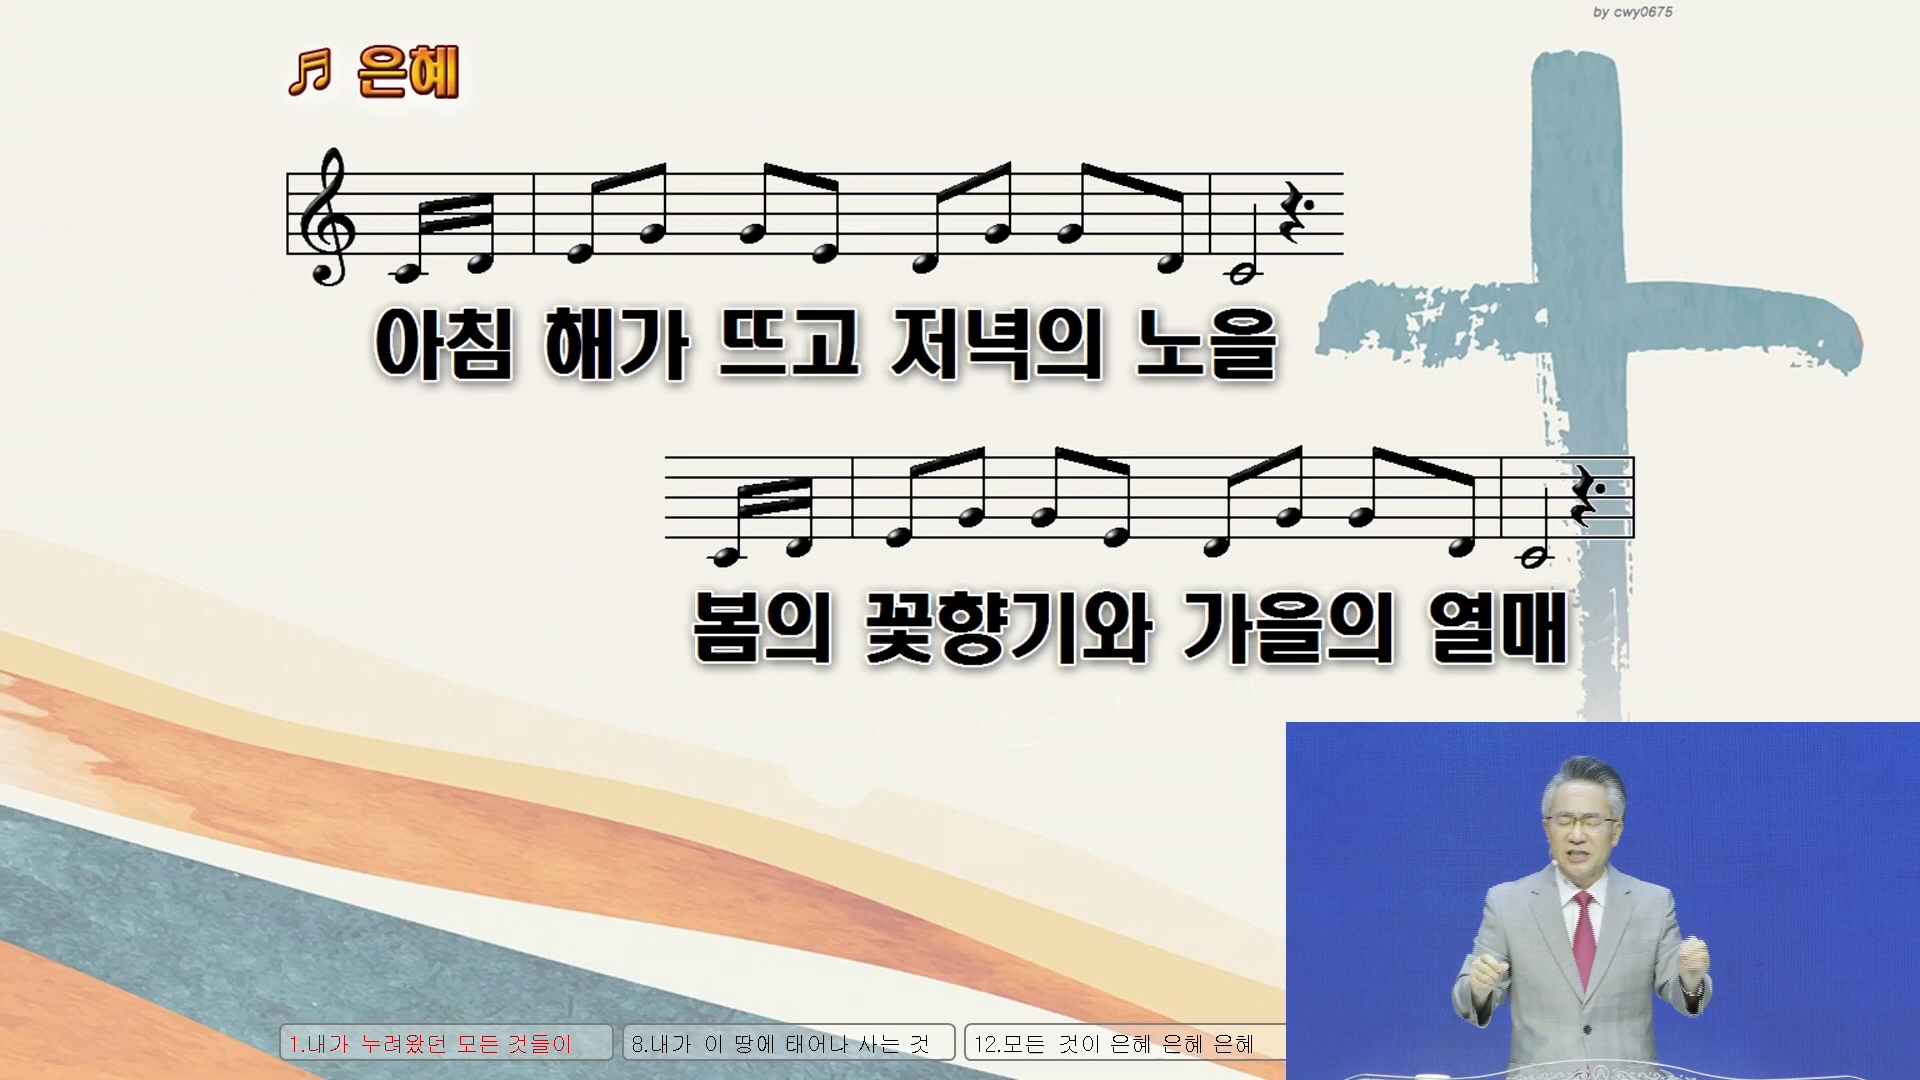 by cwy0675
은혜
아침 해가 뜨고 저녁의 노을
봄의 꽃향기와 가을의 열매
1.내가 누려왔던 모든 것들이
8.내가 이 땅에 태어나 사는 것
12.모든 것이 은혜 은혜 은혜